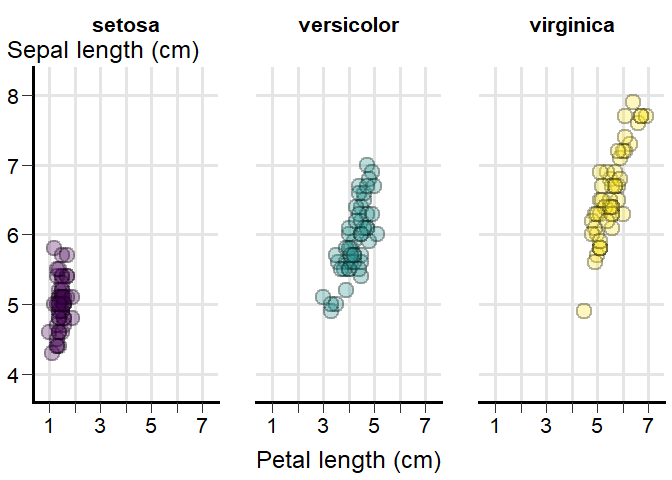 setosa versicolor virginica
Sepal length (cm)
8
7
6
5
4
1 3 5 7 1 3 5 7 1 3 5 7
Petal length (cm)